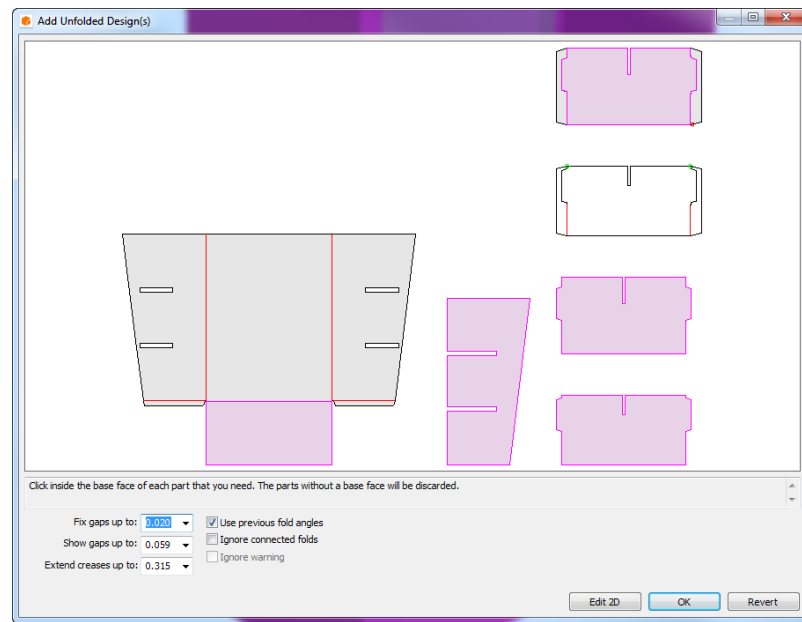 Add Unfolded Design(s)
Click inside the base face of each part that you need. The parts without a base face will be discarded.
Fix gaps up to: 0.020
Use previous fold angles
Show gaps up to: 0.059
Ignore connected folds
Extend creases up to: 0.315
Ignore warning
Edit 2D
OK
Revert